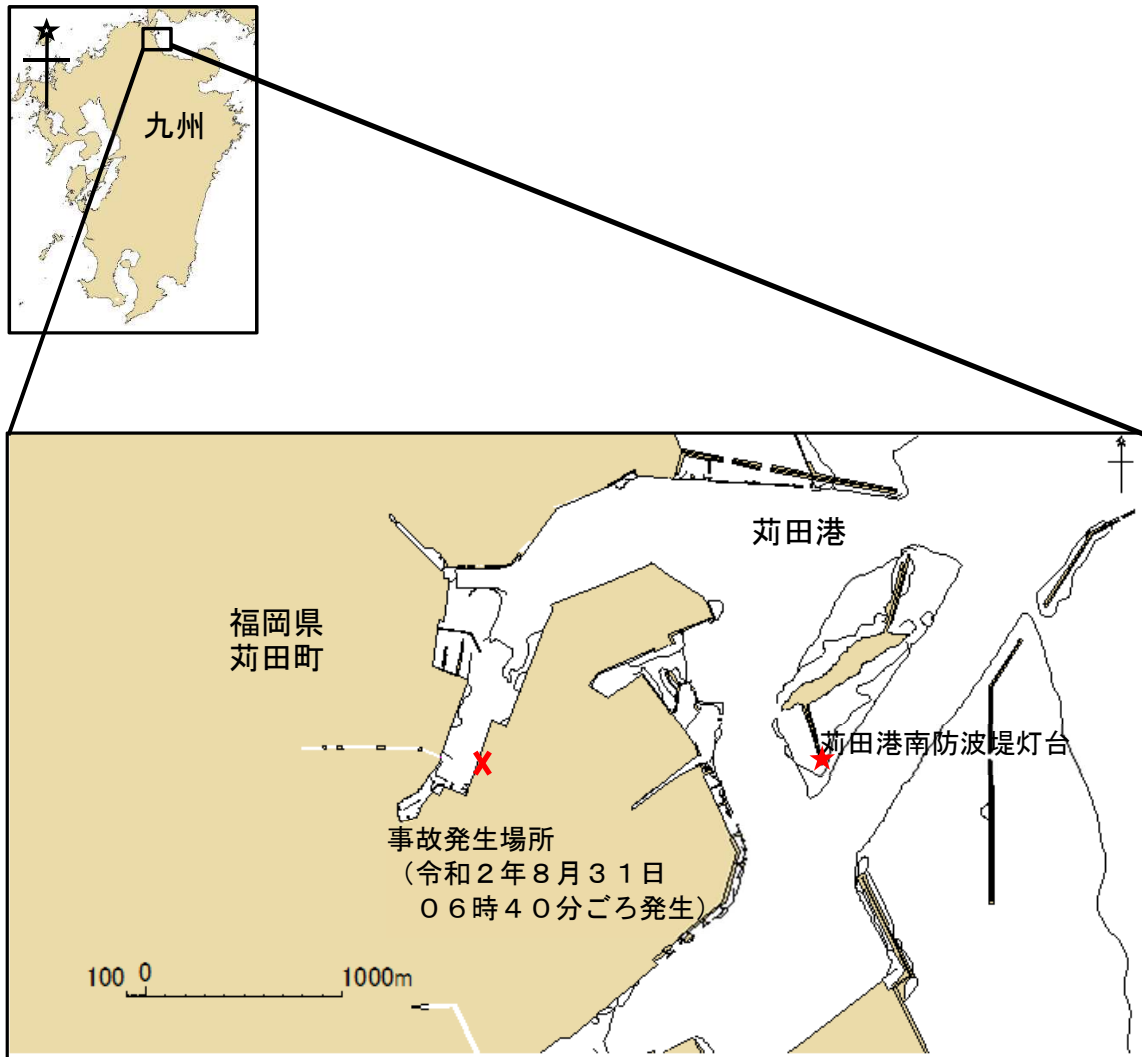 九州
苅田港
福岡県
苅田町
苅田港南防波堤灯台
事故発生場所
（令和２年８月３１日
０６時４０分ごろ発生）
100 0 1000m